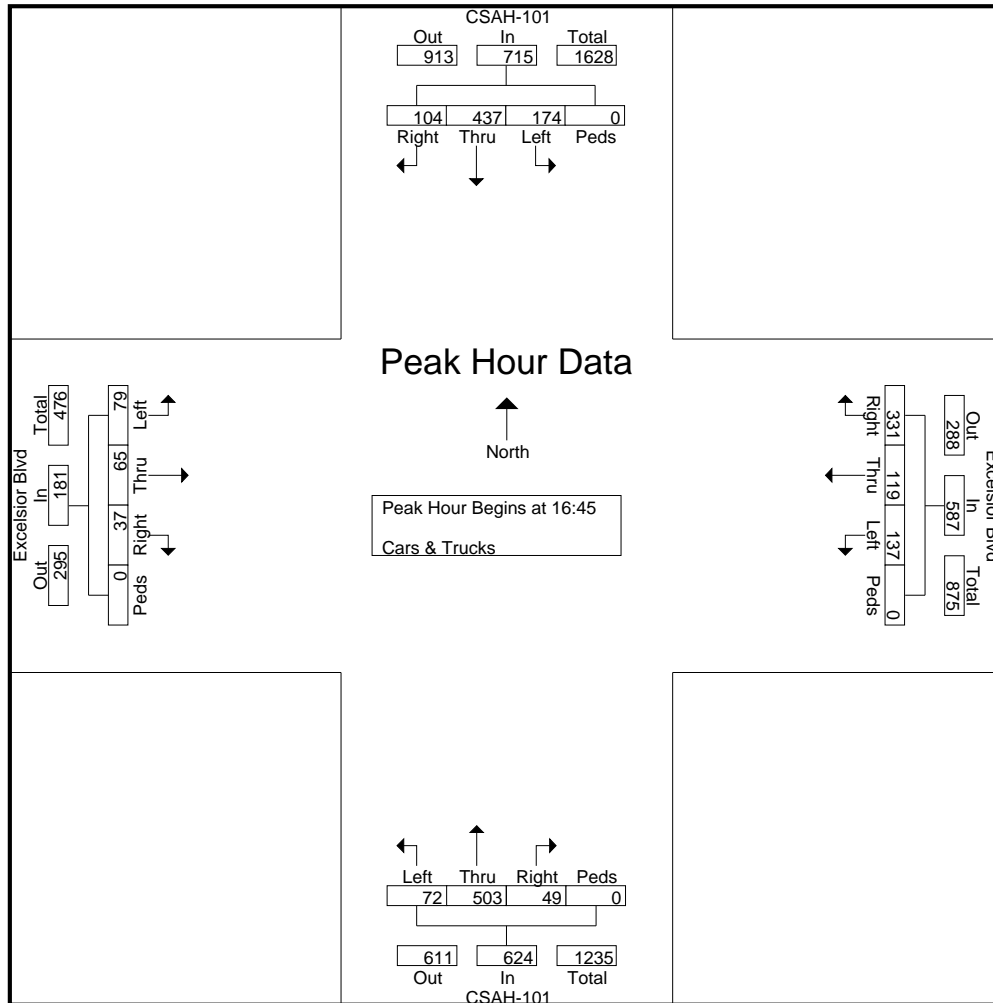 CSAH-101
Out In Total
913 715 1628
104 437 174 0
Right Thru Left Peds
Peak Hour Data
North
Peak Hour Begins at 16:45
Cars & Trucks
Excelsior Blvd
Total In Out
476 181 295
79 65 37 0
Left Thru Right Peds
Excelsior Blvd
Out In Total
288 587 875
331 119 137 0
Right Thru Left Peds
Left Thru Right Peds
72 503 49 0
611 624 1235
Out In Total
CSAH-101